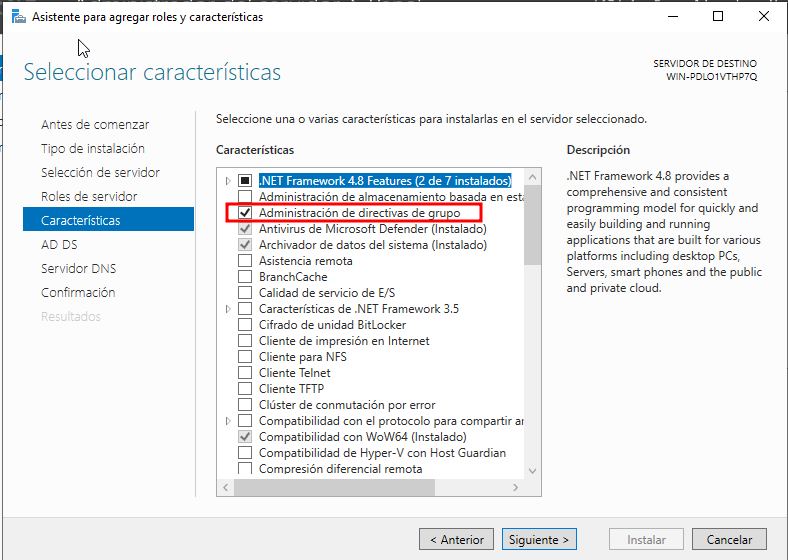 Asistente para agregar roles y características
Seleccionar características
SERVIDOR DE DESTINO
WIN-PDLO1VTHP7Q
Antes de comenzar
Tipo de instalación
Selección de servidor
Roles de servidor
Características
AD DS
Servidor DNS
Confirmación
Resultados
Seleccione una o varias características para instalarlas en el servidor seleccionado.
Características
.NET Framework 4.8 Features (2 de 7 instalados)
Administración de almacenamiento basada en está
Administración de directivas de grupo
Antivirus de Microsoft Defender (Instalado)
Archivador de datos del sistema (Instalado)
Asistencia remota
BranchCache
Calidad de servicio de E/S
Características de .NET Framework 3.5
Cifrado de unidad BitLocker
Cliente de impresión en Internet
Cliente para NFS
Cliente Telnet
Cliente TFTP
Clúster de conmutación por error
Compatibilidad con el protocolo para compartir ar
Compatibilidad con WoW64 (Instalado)
Compatibilidad de Hyper-V con Host Guardian
Compresión diferencial remota
Descripción
.NET Framework 4.8 provides a
comprehensive and consistent
programming model for quickly and
easily building and running
applications that are built for various
platforms including desktop PCs,
Servers, smart phones and the public
and private cloud.
< Anterior
Siguiente >
Instalar
Cancelar